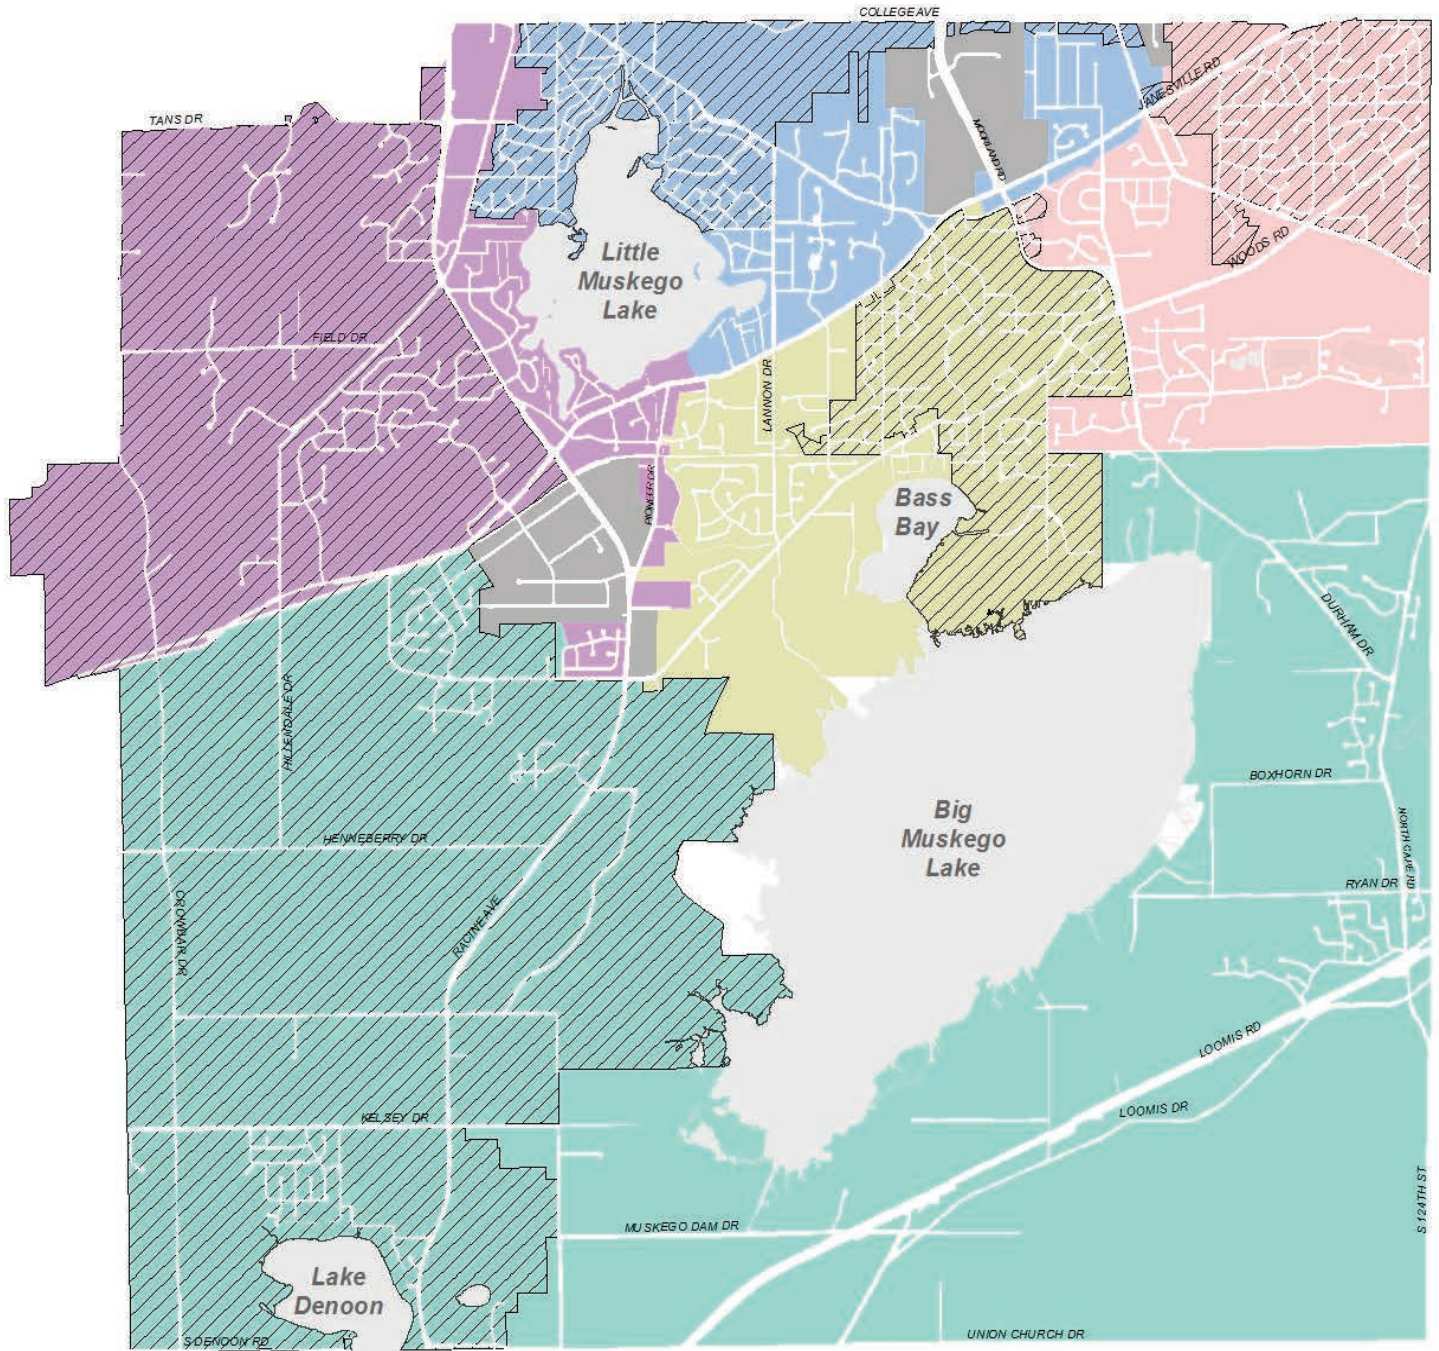 COLLEGE AVE
JANESVILLE RD
TANS DR
MOORLAND RD
WOODS RD
Little
Muskego
Lake
FIELD DR
LANNON DR
PIONEER DR
Bass
Bay
DURHAM DR
HILLENDALE DR
BOXHORN DR
Big
Muskego
Lake
HENNEBERRY DR
NORTH CAPE RD
RYAN DR
CROWBAR DR
RACINE AVE
LOOMIS RD
LOOMIS DR
KELSEY DR
S 124TH ST
MUSKEGO DAM DR
Lake
Denoon
S DENOON RD
UNION CHURCH DR